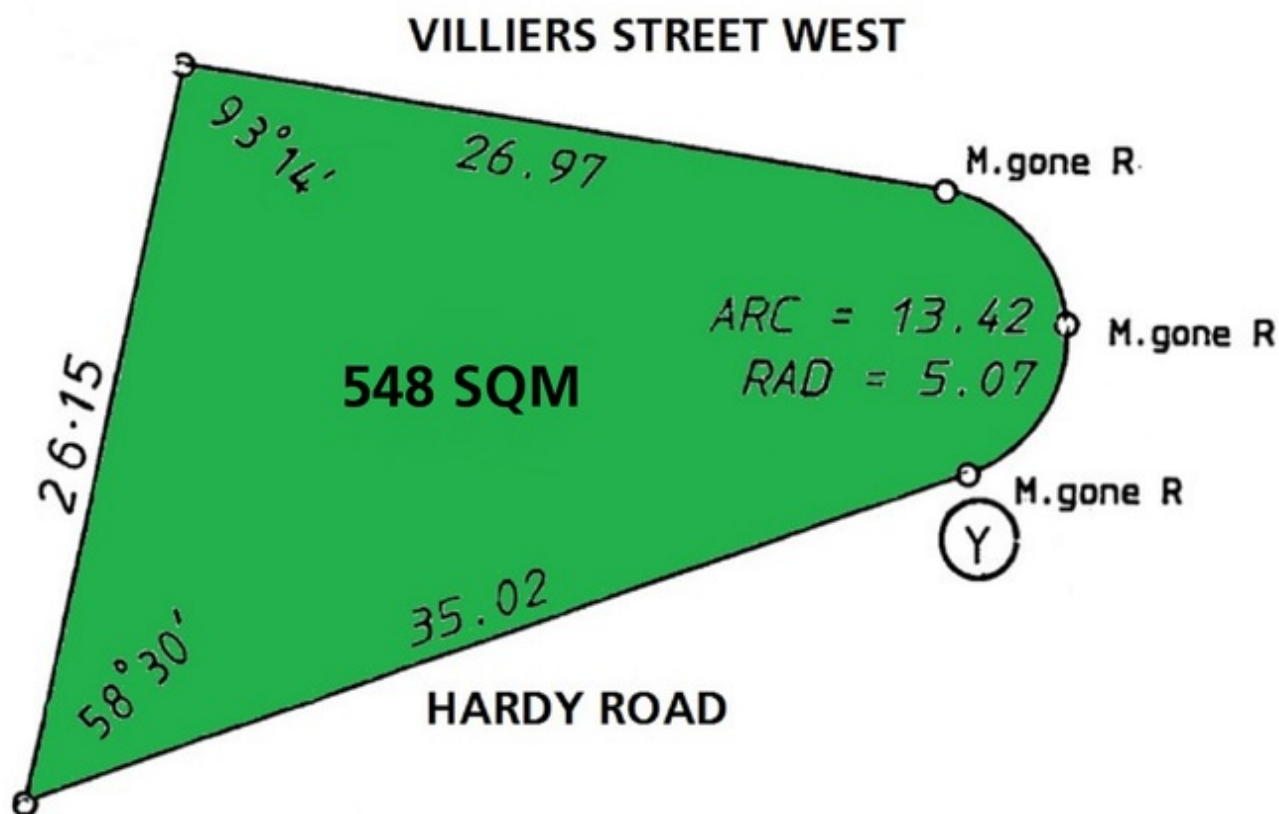 VILLIERS STREET WEST
93°14'
26.97
M.gone R.
ARC = 13.42
RAD = 5.07
M.gone R
26·15
548 SQM
M.gone R
Y
35.02
58°30'
HARDY ROAD